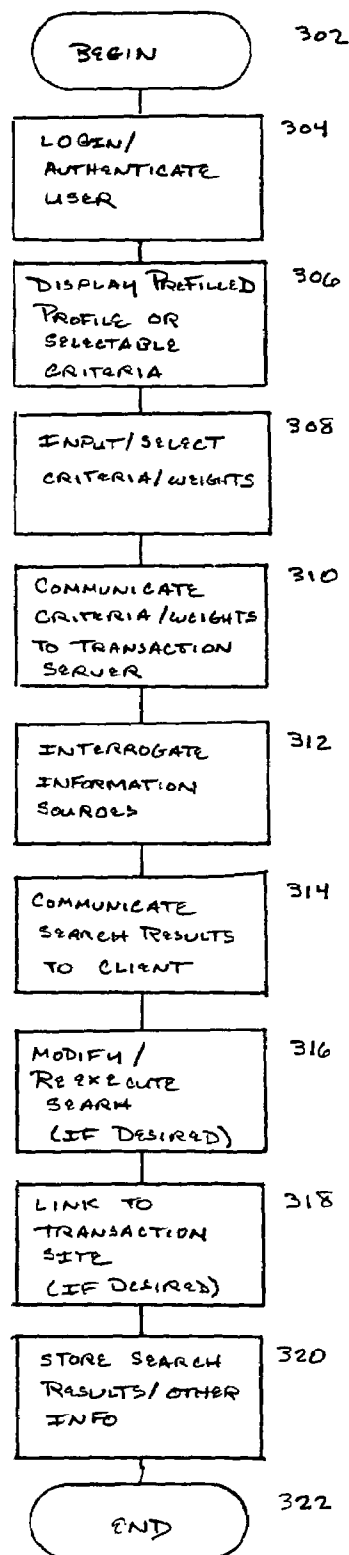 BEGIN
302
LOGIN/
AUTHENTICATE
USER
304
DISPLAY PREFILLED
PROFILE OR
SELECTABLE
CRITERIA
306
INPUT/SELECT
CRITERIA/WEIGHTS
308
COMMUNICATE
CRITERIA/WEIGHTS
TO TRANSACTION
SERVER
310
INTERROGATE
INFORMATION
SOURCES
312
COMMUNICATE
SEARCH RESULTS
TO CLIENT
314
MODIFY/
REEXECUTE
SEARCH
(IF DESIRED)
316
LINK TO
TRANSACTION
SITE
(IF DESIRED)
318
STORE SEARCH
RESULTS/OTHER
INFO
320
END
322